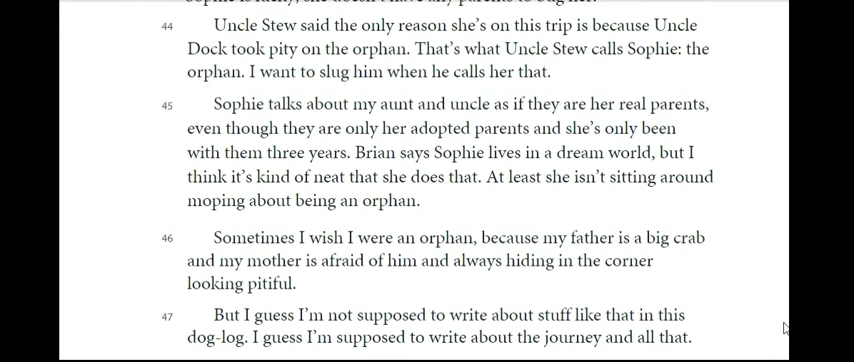 44 Uncle Stew said the only reason she’s on this trip is because Uncle
Dock took pity on the orphan. That’s what Uncle Stew calls Sophie: the
orphan. I want to slug him when he calls her that.
45 Sophie talks about my aunt and uncle as if they are her real parents,
even though they are only her adopted parents and she’s only been
with them three years. Brian says Sophie lives in a dream world, but I
think it’s kind of neat that she does that. At least she isn’t sitting around
moping about being an orphan.
46 Sometimes I wish I were an orphan, because my father is a big crab
and my mother is afraid of him and always hiding in the corner
looking pitiful.
47 But I guess I’m not supposed to write about stuff like that in this
dog-log. I guess I’m supposed to write about the journey and all that.